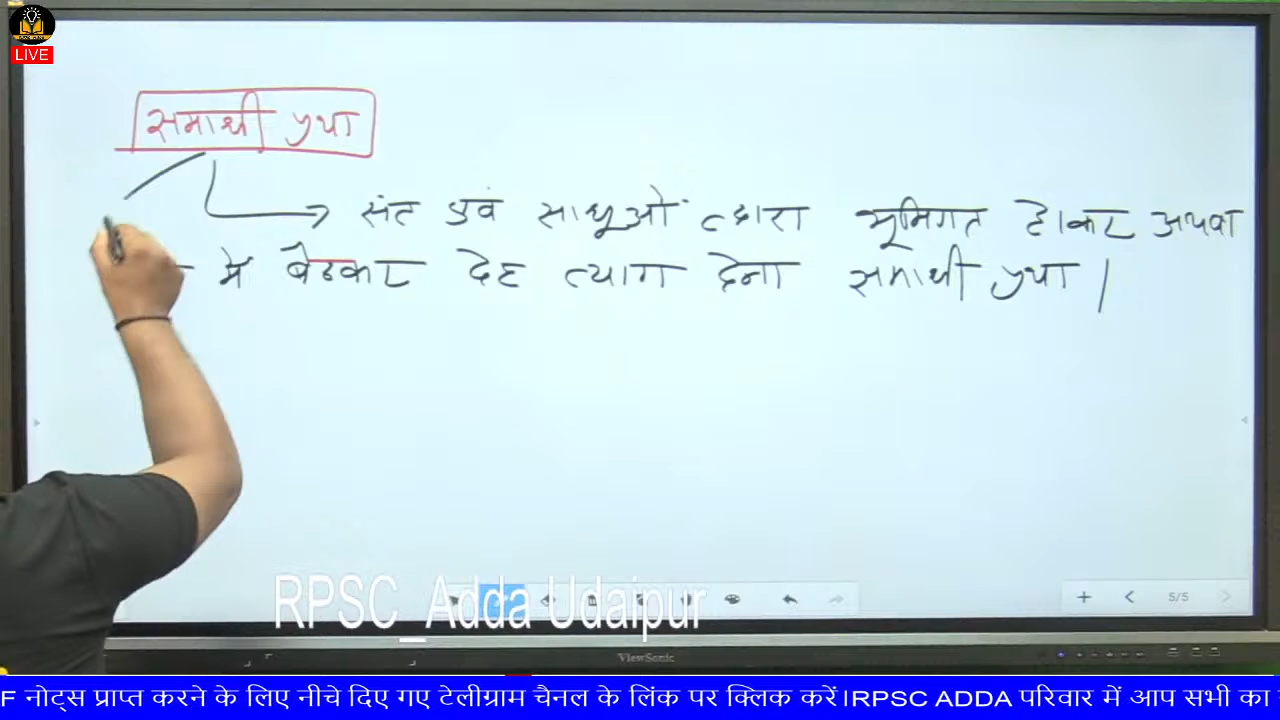 LIVE
समाधी प्रथा
संत एवं साधूओं द्वारा भूमिगत होकर अथवा
में बेठकर देह त्याग देना समाधी प्रथा |
RPSC_ Adda Udaipur
5/5
ViewSonic
F नोट्स प्राप्त करने के लिए नीचे दिए गए टेलीग्राम चैनल के लिंक पर क्लिक करें।RPSC ADDA परिवार में आप सभी का